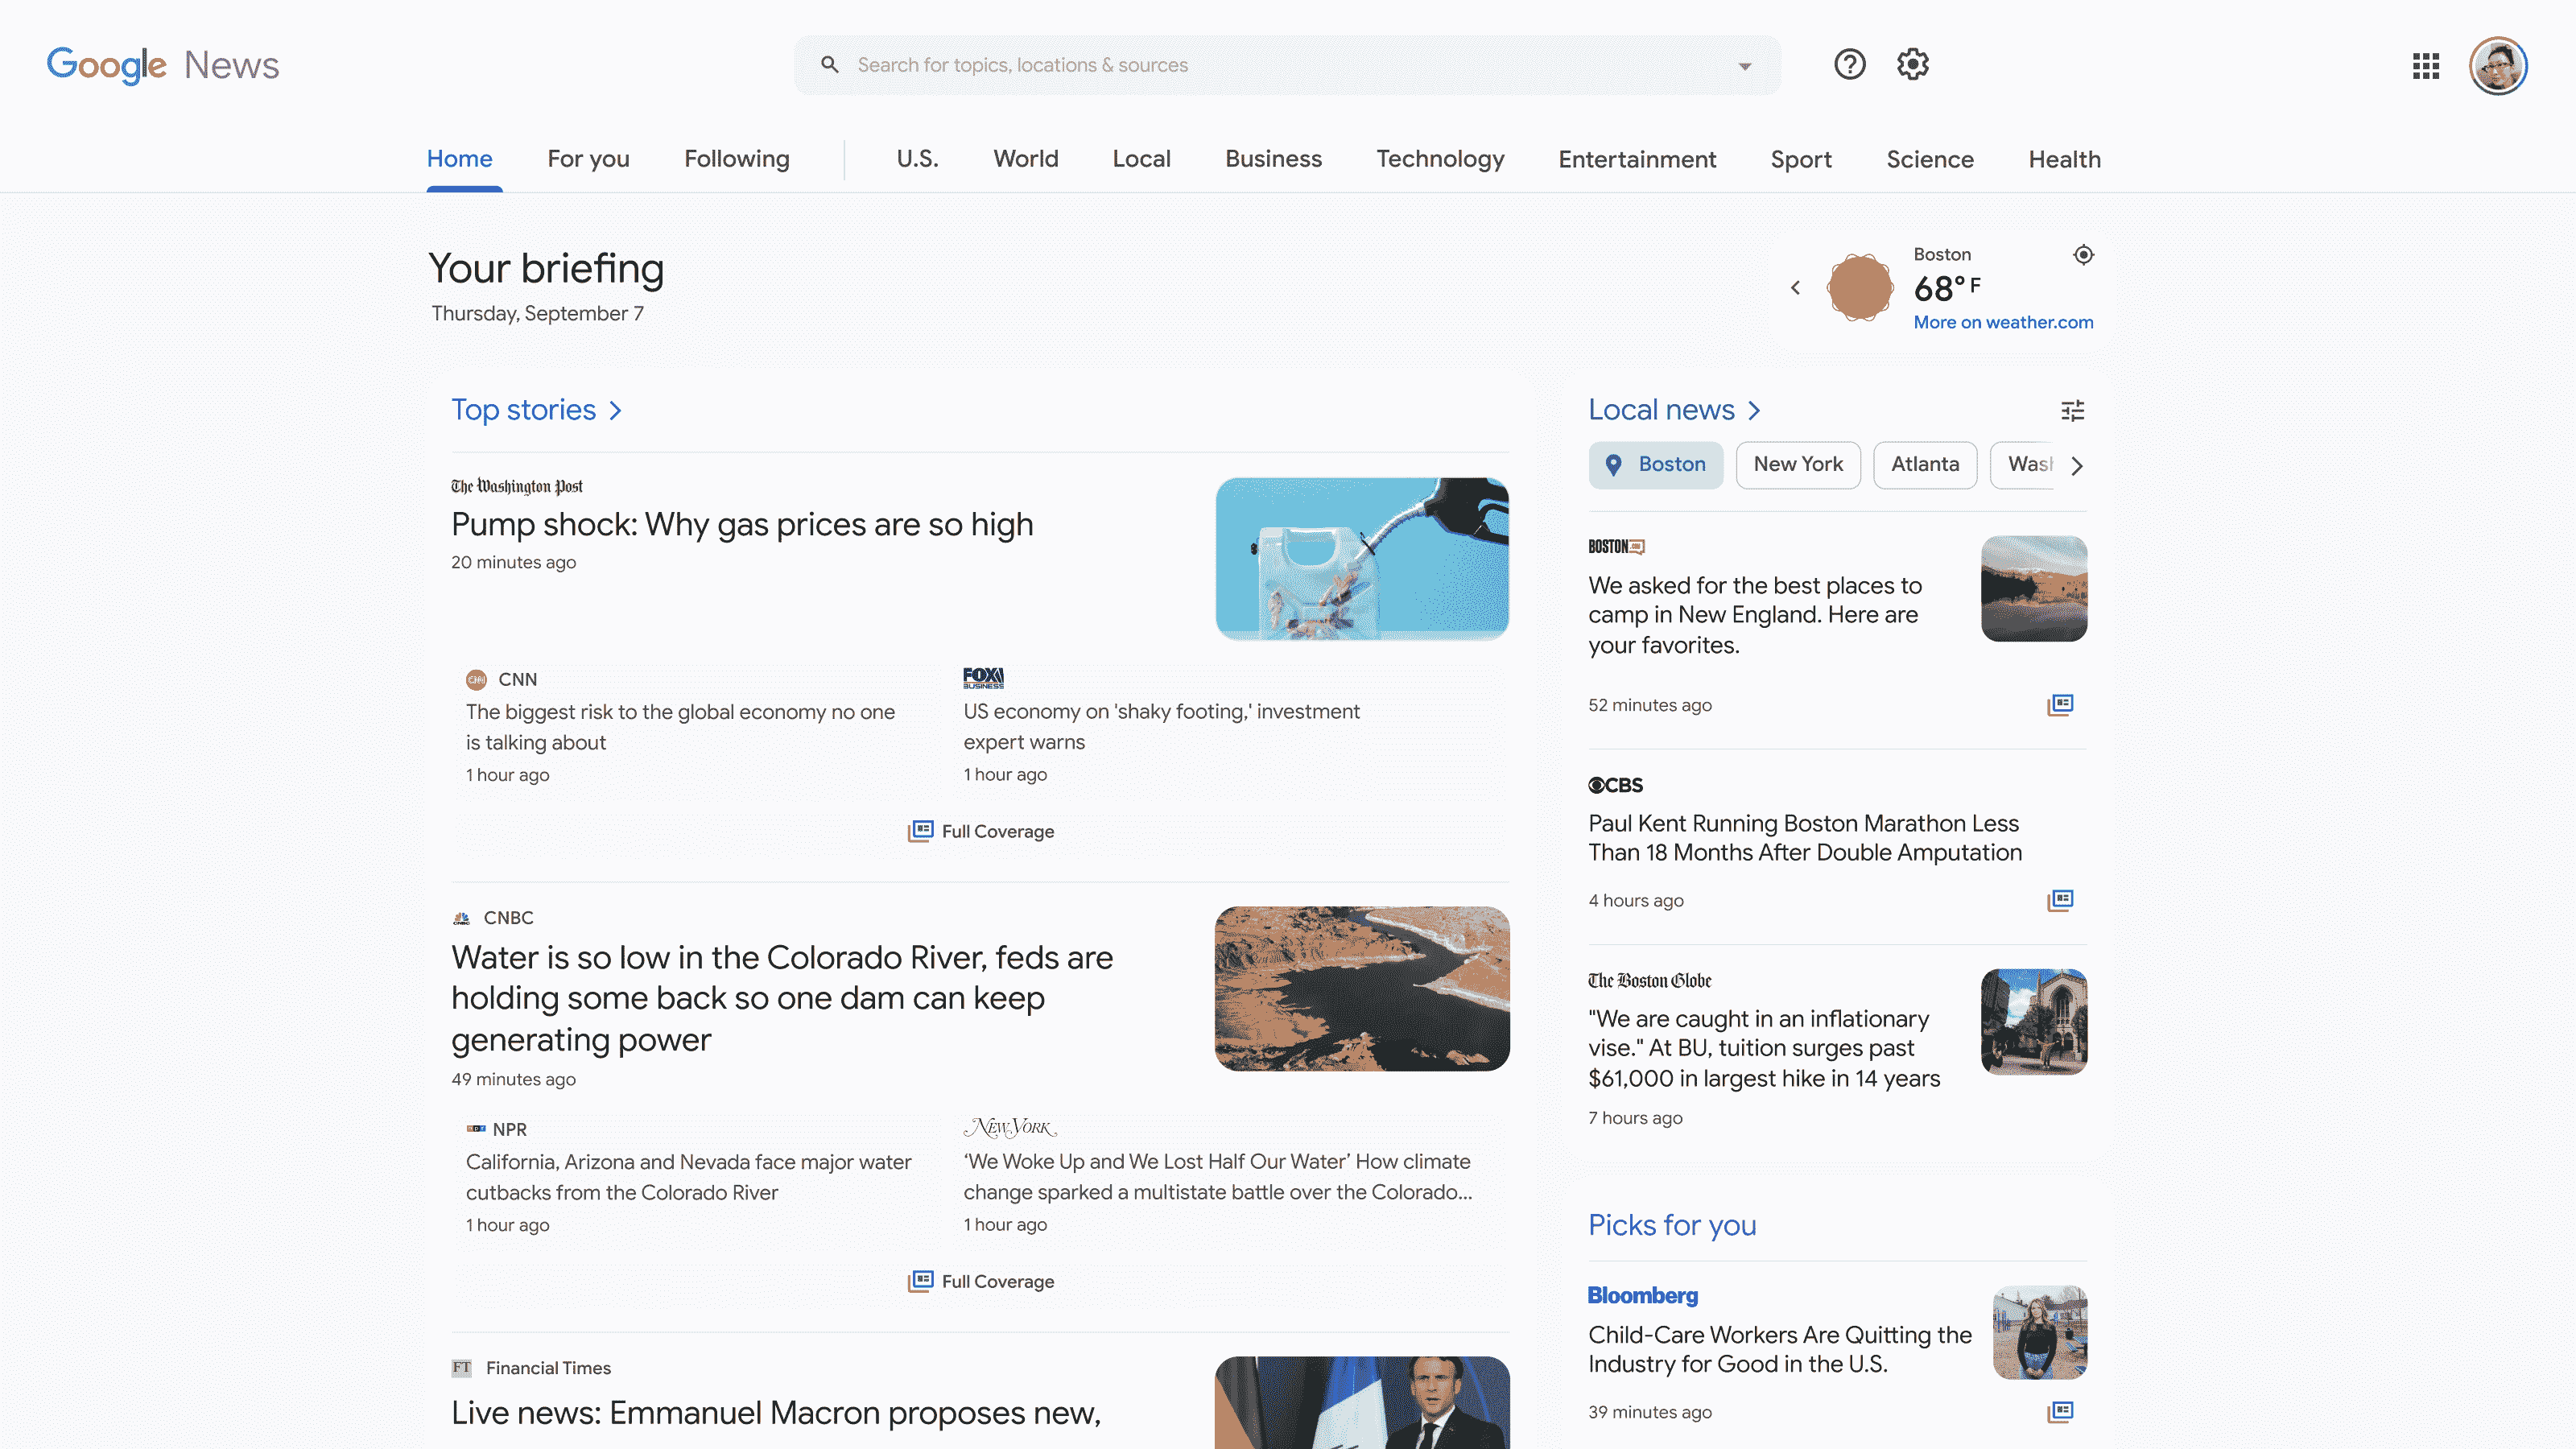 Google News
Search for topics, locations & sources
Home For you Following U.S. World Local Business Technology Entertainment Sport Science Health
Your briefing
Thursday, September 7
Boston
68° F
More on weather.com
Top stories
The Washington Post
Pump shock: Why gas prices are so high
20 minutes ago
CNN
CNN
The biggest risk to the global economy no one
is talking about
1 hour ago
FOX
BUSINESS
US economy on 'shaky footing,' investment
expert warns
1 hour ago
Full Coverage
CNBC
CNBC
Water is so low in the Colorado River, feds are
holding some back so one dam can keep
generating power
49 minutes ago
npr
NPR
California, Arizona and Nevada face major water
cutbacks from the Colorado River
1 hour ago
NEW YORK
‘We Woke Up and We Lost Half Our Water’ How climate
change sparked a multistate battle over the Colorado...
1 hour ago
Full Coverage
FT Financial Times
Live news: Emmanuel Macron proposes new,
Local news
Boston New York Atlanta Wash
BOSTON
We asked for the best places to
camp in New England. Here are
your favorites.
52 minutes ago
CBS
Paul Kent Running Boston Marathon Less
Than 18 Months After Double Amputation
4 hours ago
The Boston Globe
"We are caught in an inflationary
vise." At BU, tuition surges past
$61,000 in largest hike in 14 years
7 hours ago
Picks for you
Bloomberg
Child-Care Workers Are Quitting the
Industry for Good in the U.S.
39 minutes ago